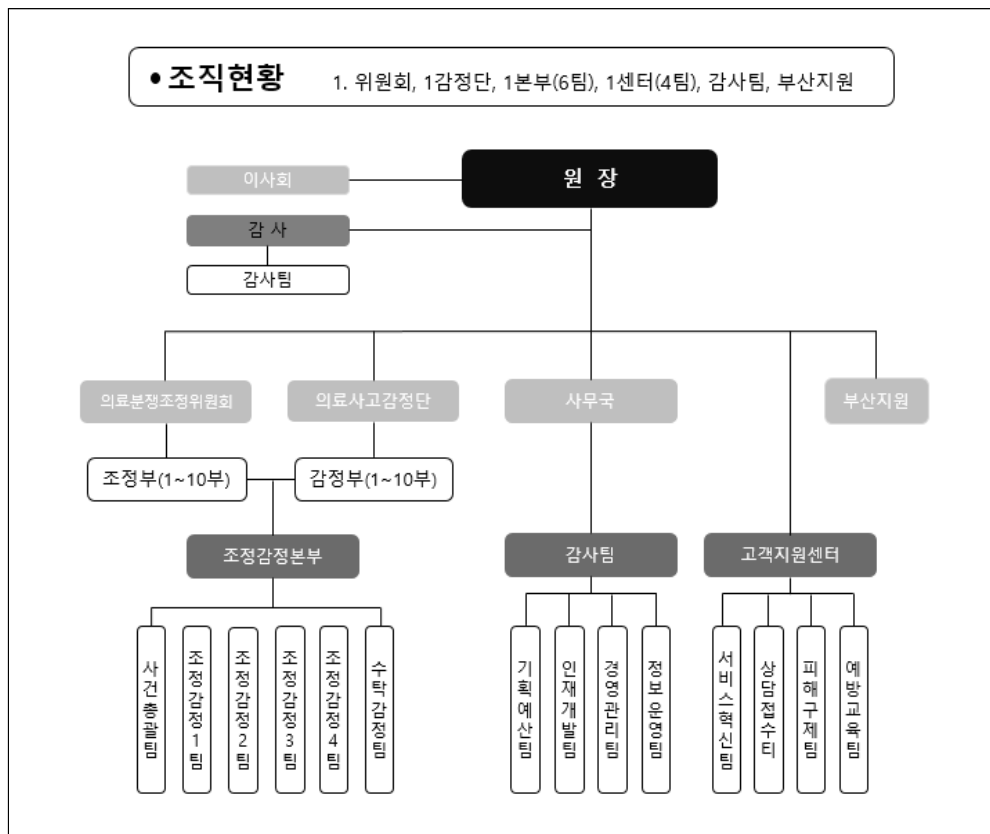 • 조직현황 1. 위원회, 1감정단, 1본부(6팀), 1센터(4팀), 감사팀, 부산지원
원 장
이사회
감 사
감사팀
의료분쟁조정위원회
의료사고감정단
사무국
부산지원
조정부(1~10부)
감정부(1~10부)
조정감정본부
감사팀
고객지원센터
사건총괄팀
조정감정1팀
조정감정2팀
조정감정3팀
조정감정4팀
수탁감정팀
기획예산팀
인재개발팀
경영관리팀
정보운영팀
서비스혁신팀
상담접수티
피해구제팀
예방교육팀